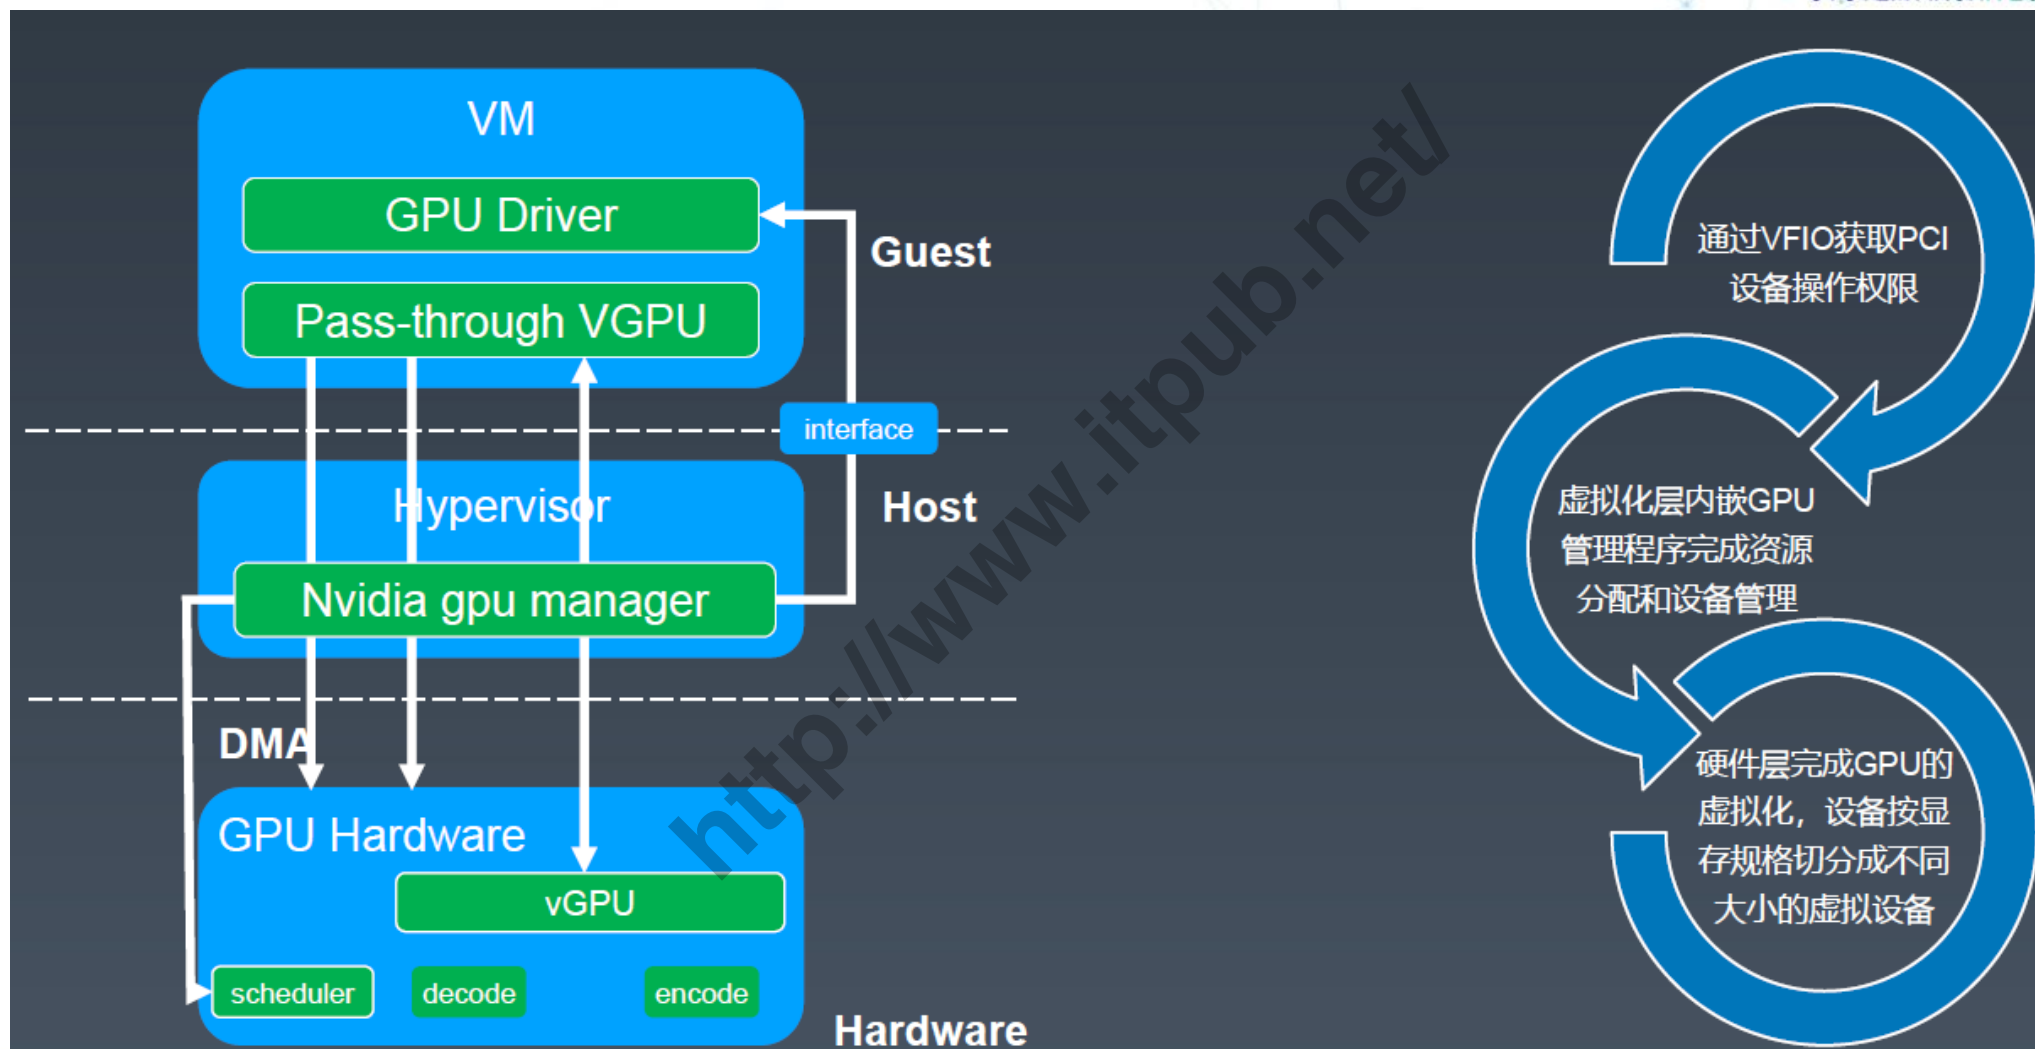 VM
GPU Driver
Pass-through VGPU
Guest
interface
Hypervisor
Host
Nvidia gpu manager
DMA
GPU Hardware
vGPU
scheduler
decode
encode
Hardware
通过VFIO获取PCI
设备操作权限
虚拟化层内嵌GPU
管理程序完成资源
分配和设备管理
硬件层完成GPU的
虚拟化，设备按显
存规格切分成不同
大小的虚拟设备
http://www.itpub.net/